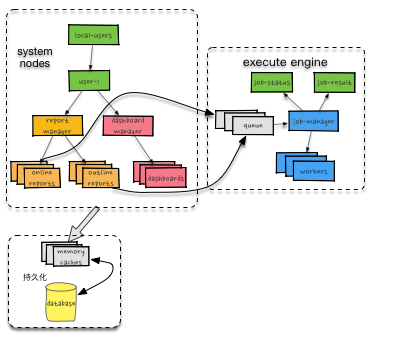 system
nodes
local-users
user-1
report
manager
dashboard
manager
online
reports
outline
reports
dashboards
execute engine
job-status
job-result
queue
job-manager
workers
memory
caches
持久化
database